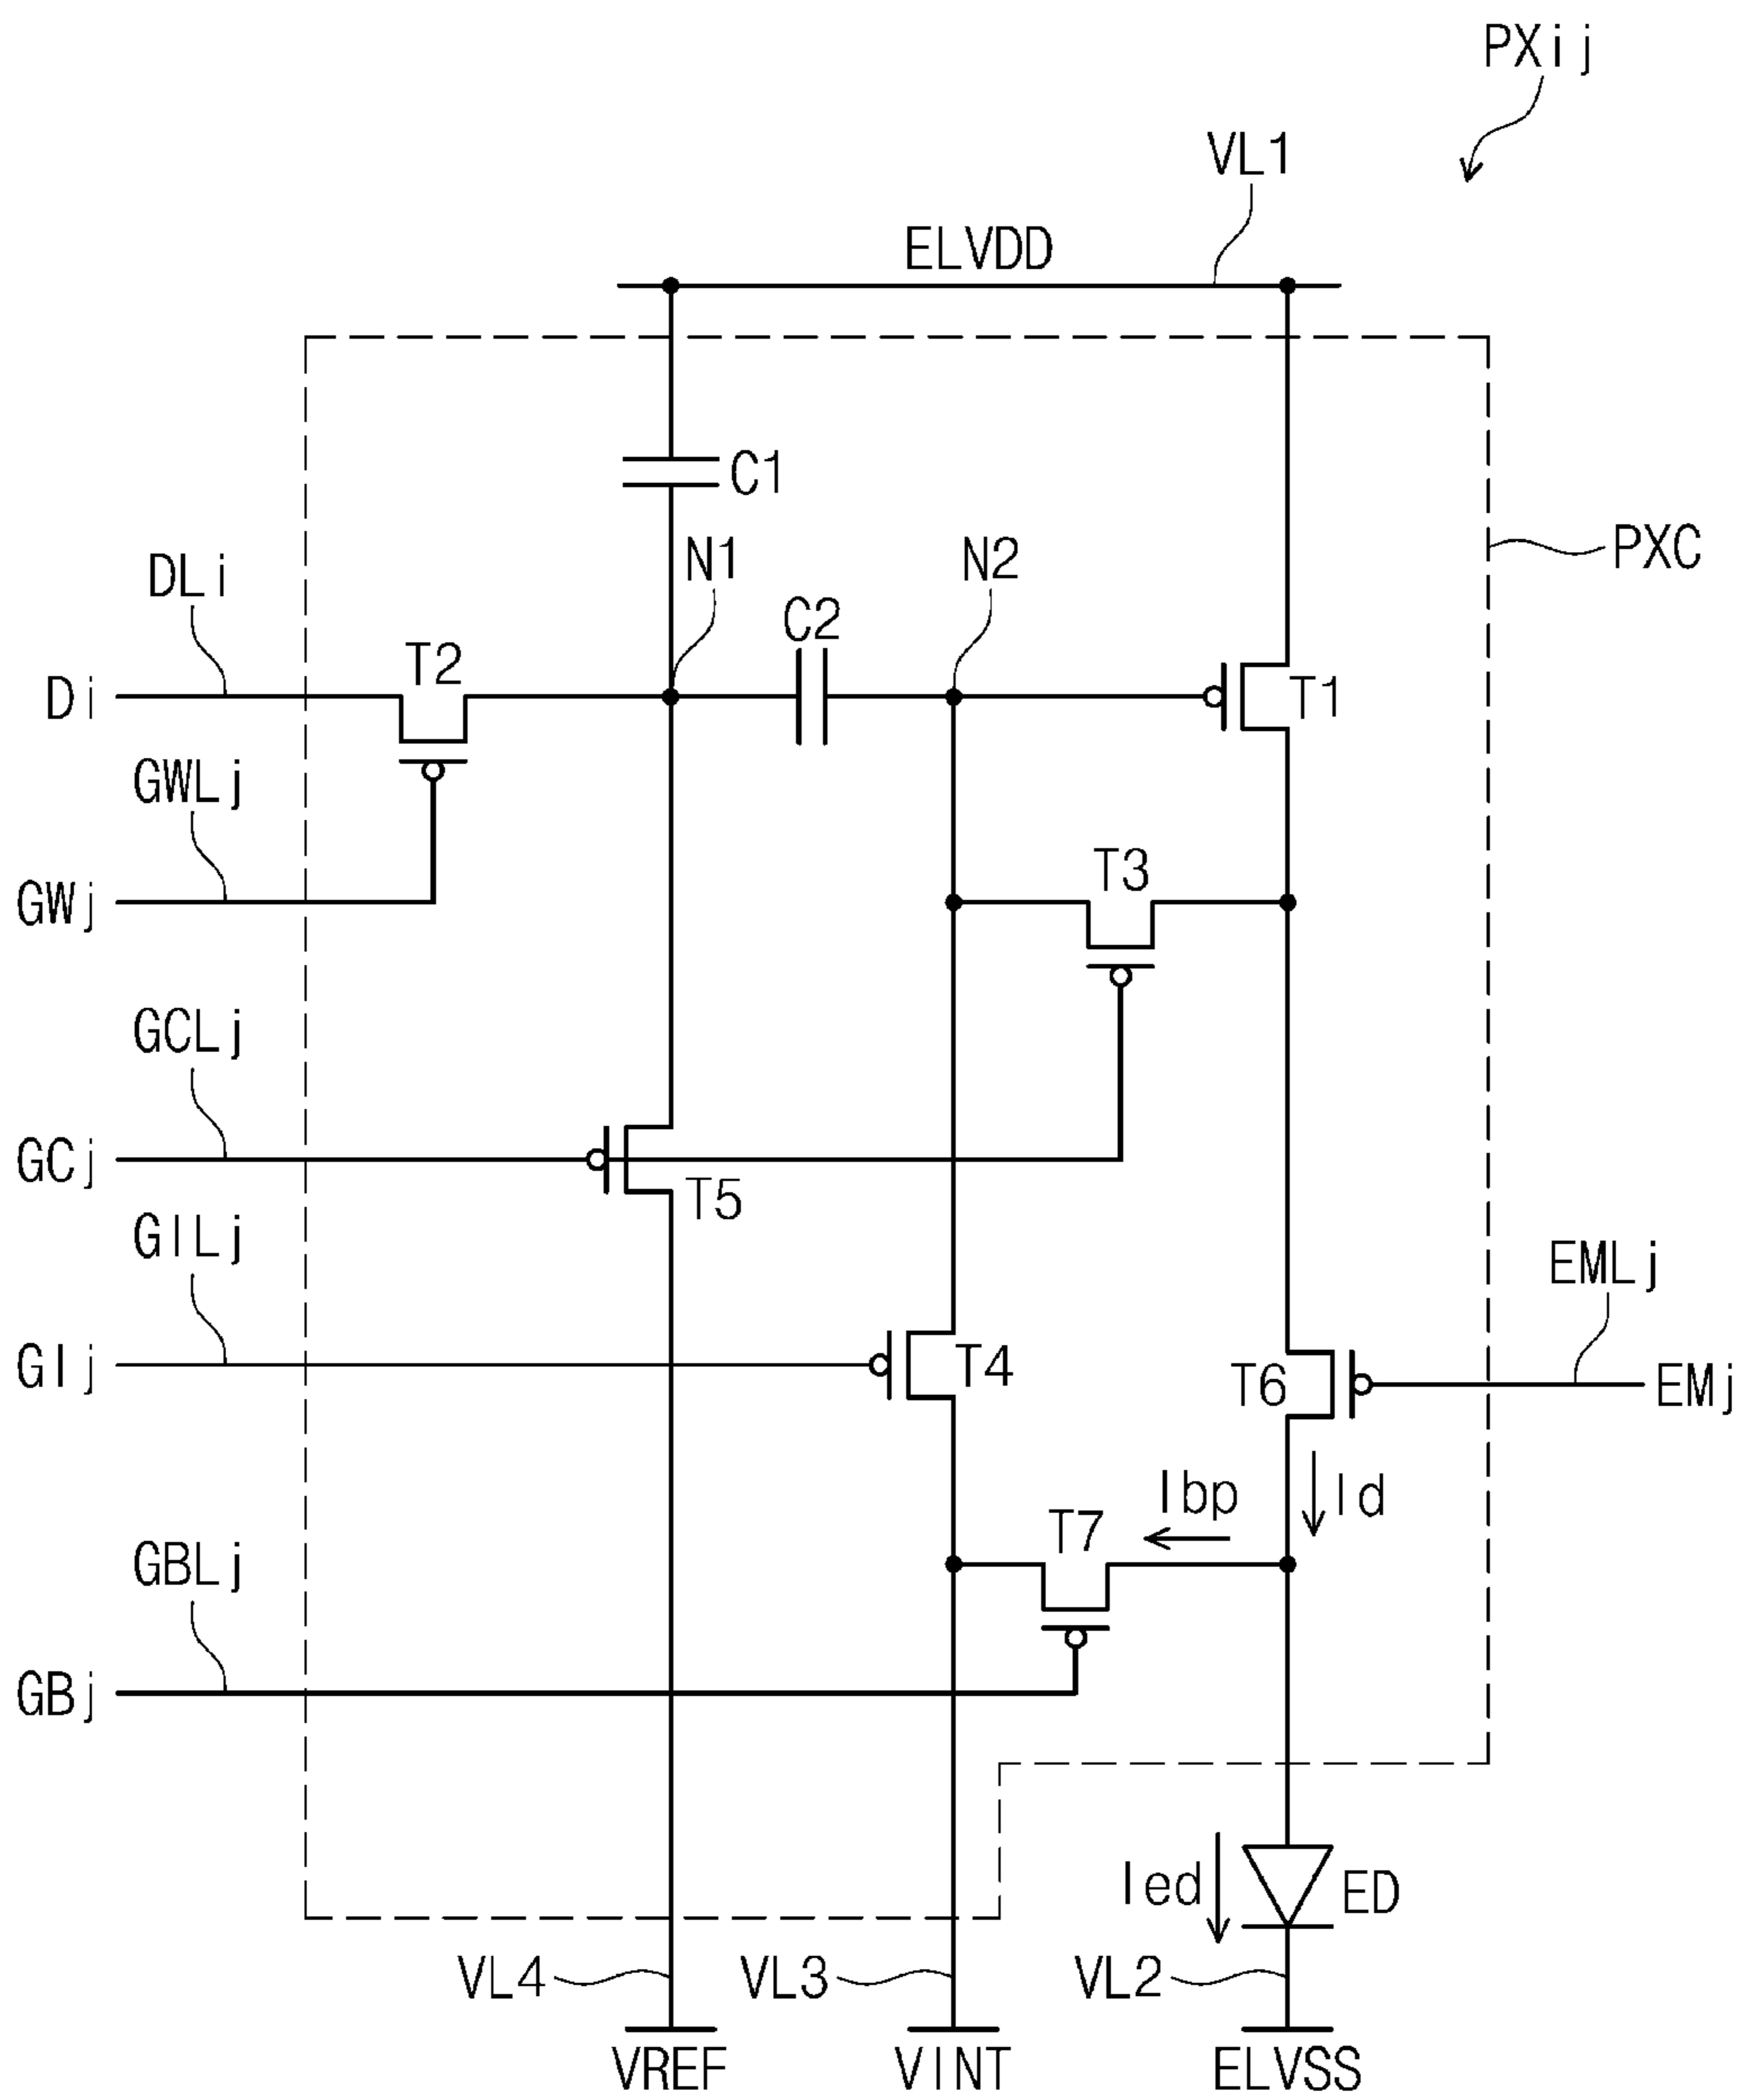 PXij
VL1
ELVDD
C1
N1
N2
PXC
DLi
C2
T2
Di
T1
GWLj
T3
GWj
GCLj
GCj
T5
GILj
EMLj
GIj
T4
T6
EMj
Ibp
Id
T7
GBLj
GBj
Ied
ED
VL4
VL3
VL2
VREF
VINT
ELVSS